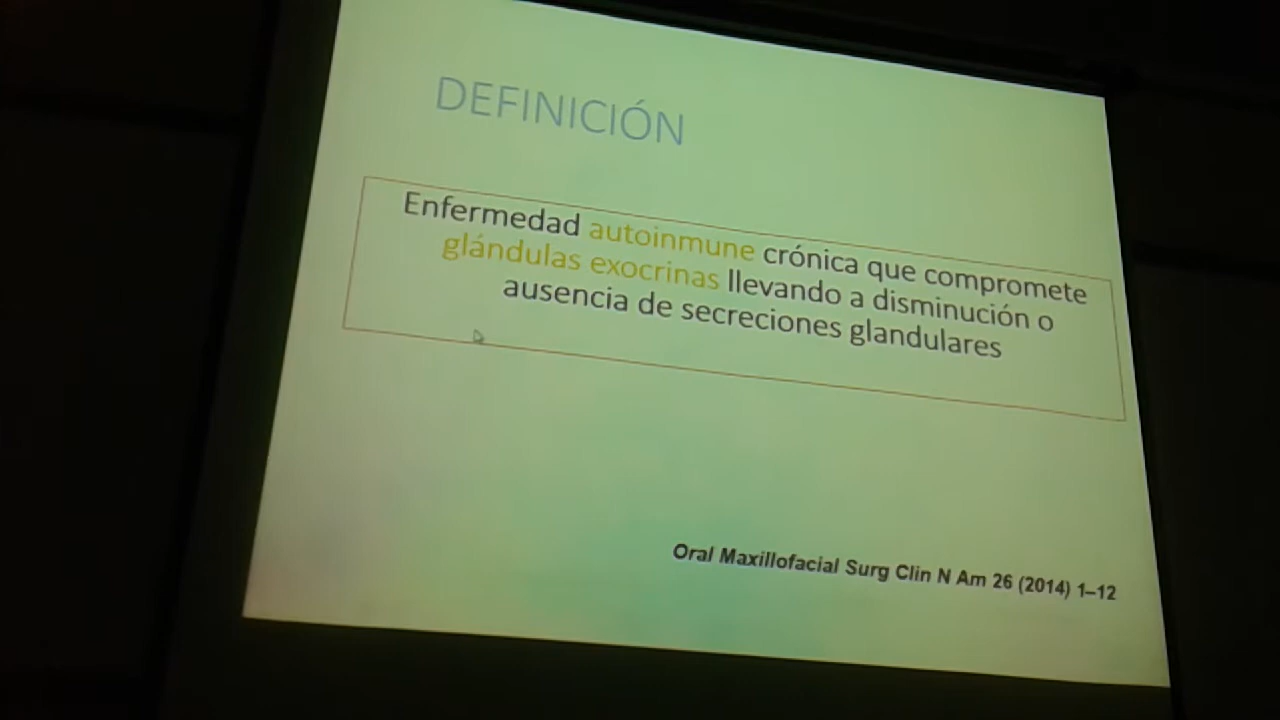 DEFINICIÓN
Enfermedad autoinmune crónica que compromete
glándulas exocrinas llevando a disminución o
ausencia de secreciones glandulares
Oral Maxillofacial Surg Clin N Am 26 (2014) 1–12